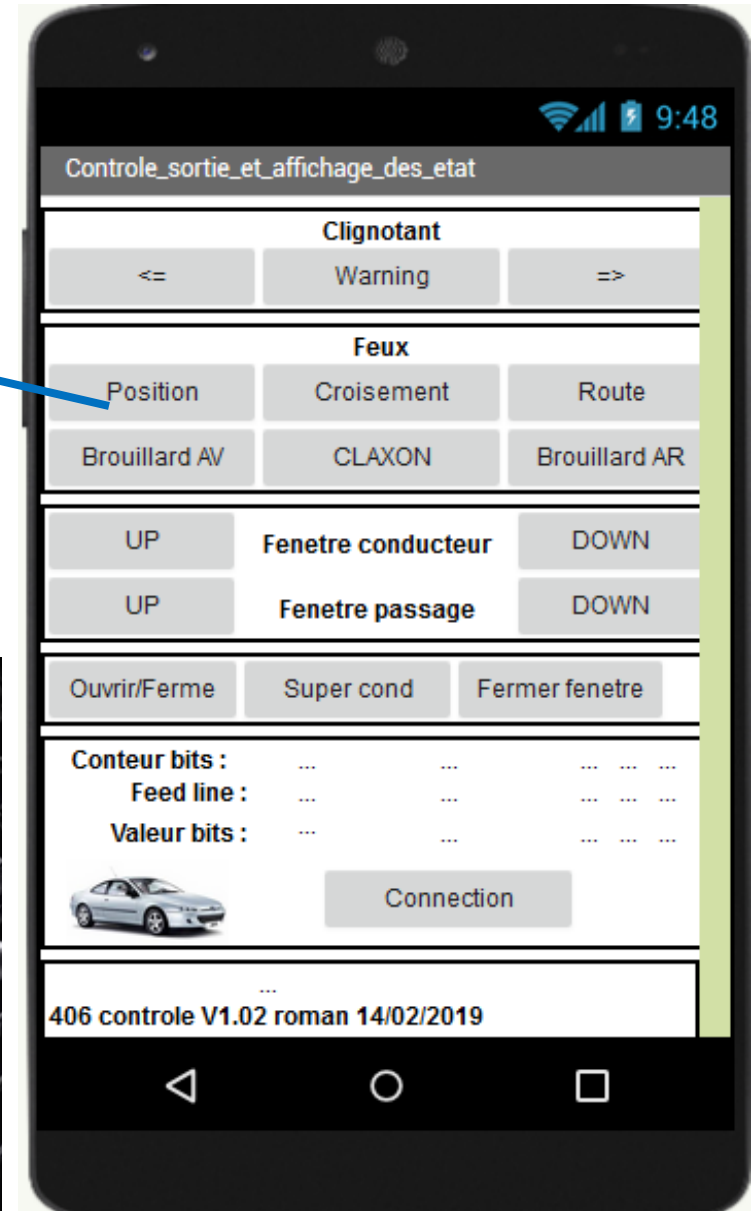 9:48
Controle_sortie_et_affichage_des_etat
Clignotant
<= Warning =>
Feux
Position Croisement Route
Brouillard AV CLAXON Brouillard AR
UP Fenetre conducteur DOWN
UP Fenetre passage DOWN
Ouvrir/Ferme Super cond Fermer fenetre
Conteur bits : ... ... ... ... ...
Feed line : ... ... ... ... ...
Valeur bits : ... ... ... ... ...
Connection
...
406 controle V1.02 roman 14/02/2019